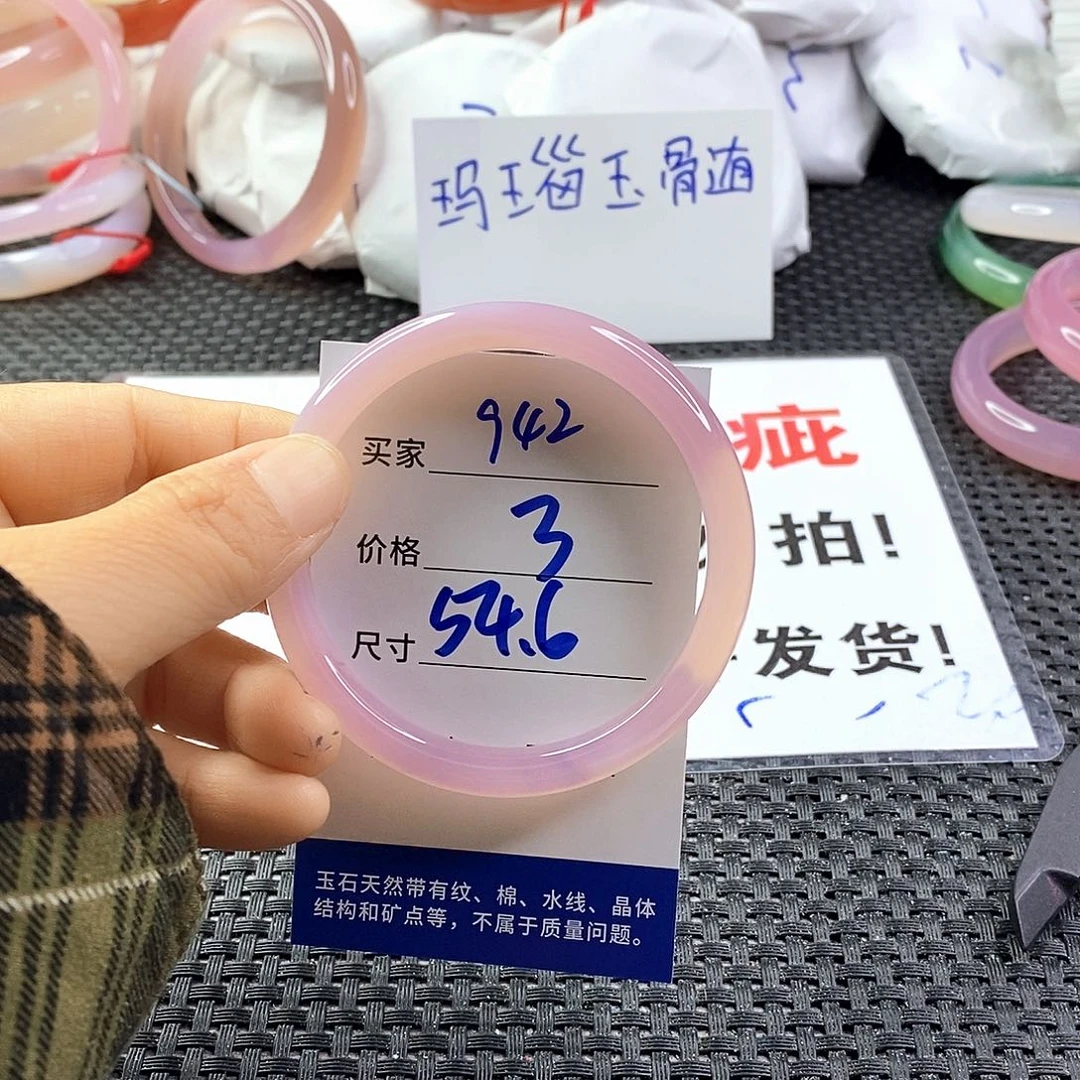 玛瑙玉骨髓
买家 942
价格 3
尺寸 54.6
疵
拍!
发货!
玉石天然带有纹、棉、水线、晶体
结构和矿点等，不属于质量问题。